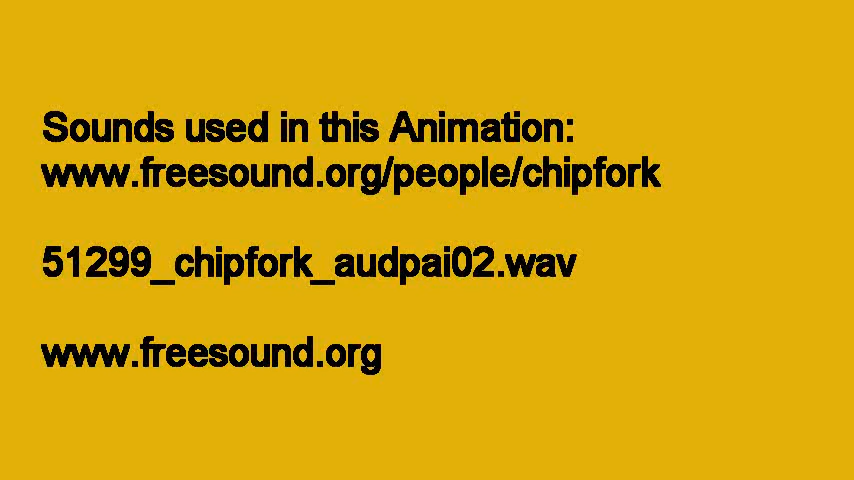 Sounds used in this Animation:
www.freesound.org/people/chipfork
51299_chipfork_audpai02.wav
www.freesound.org